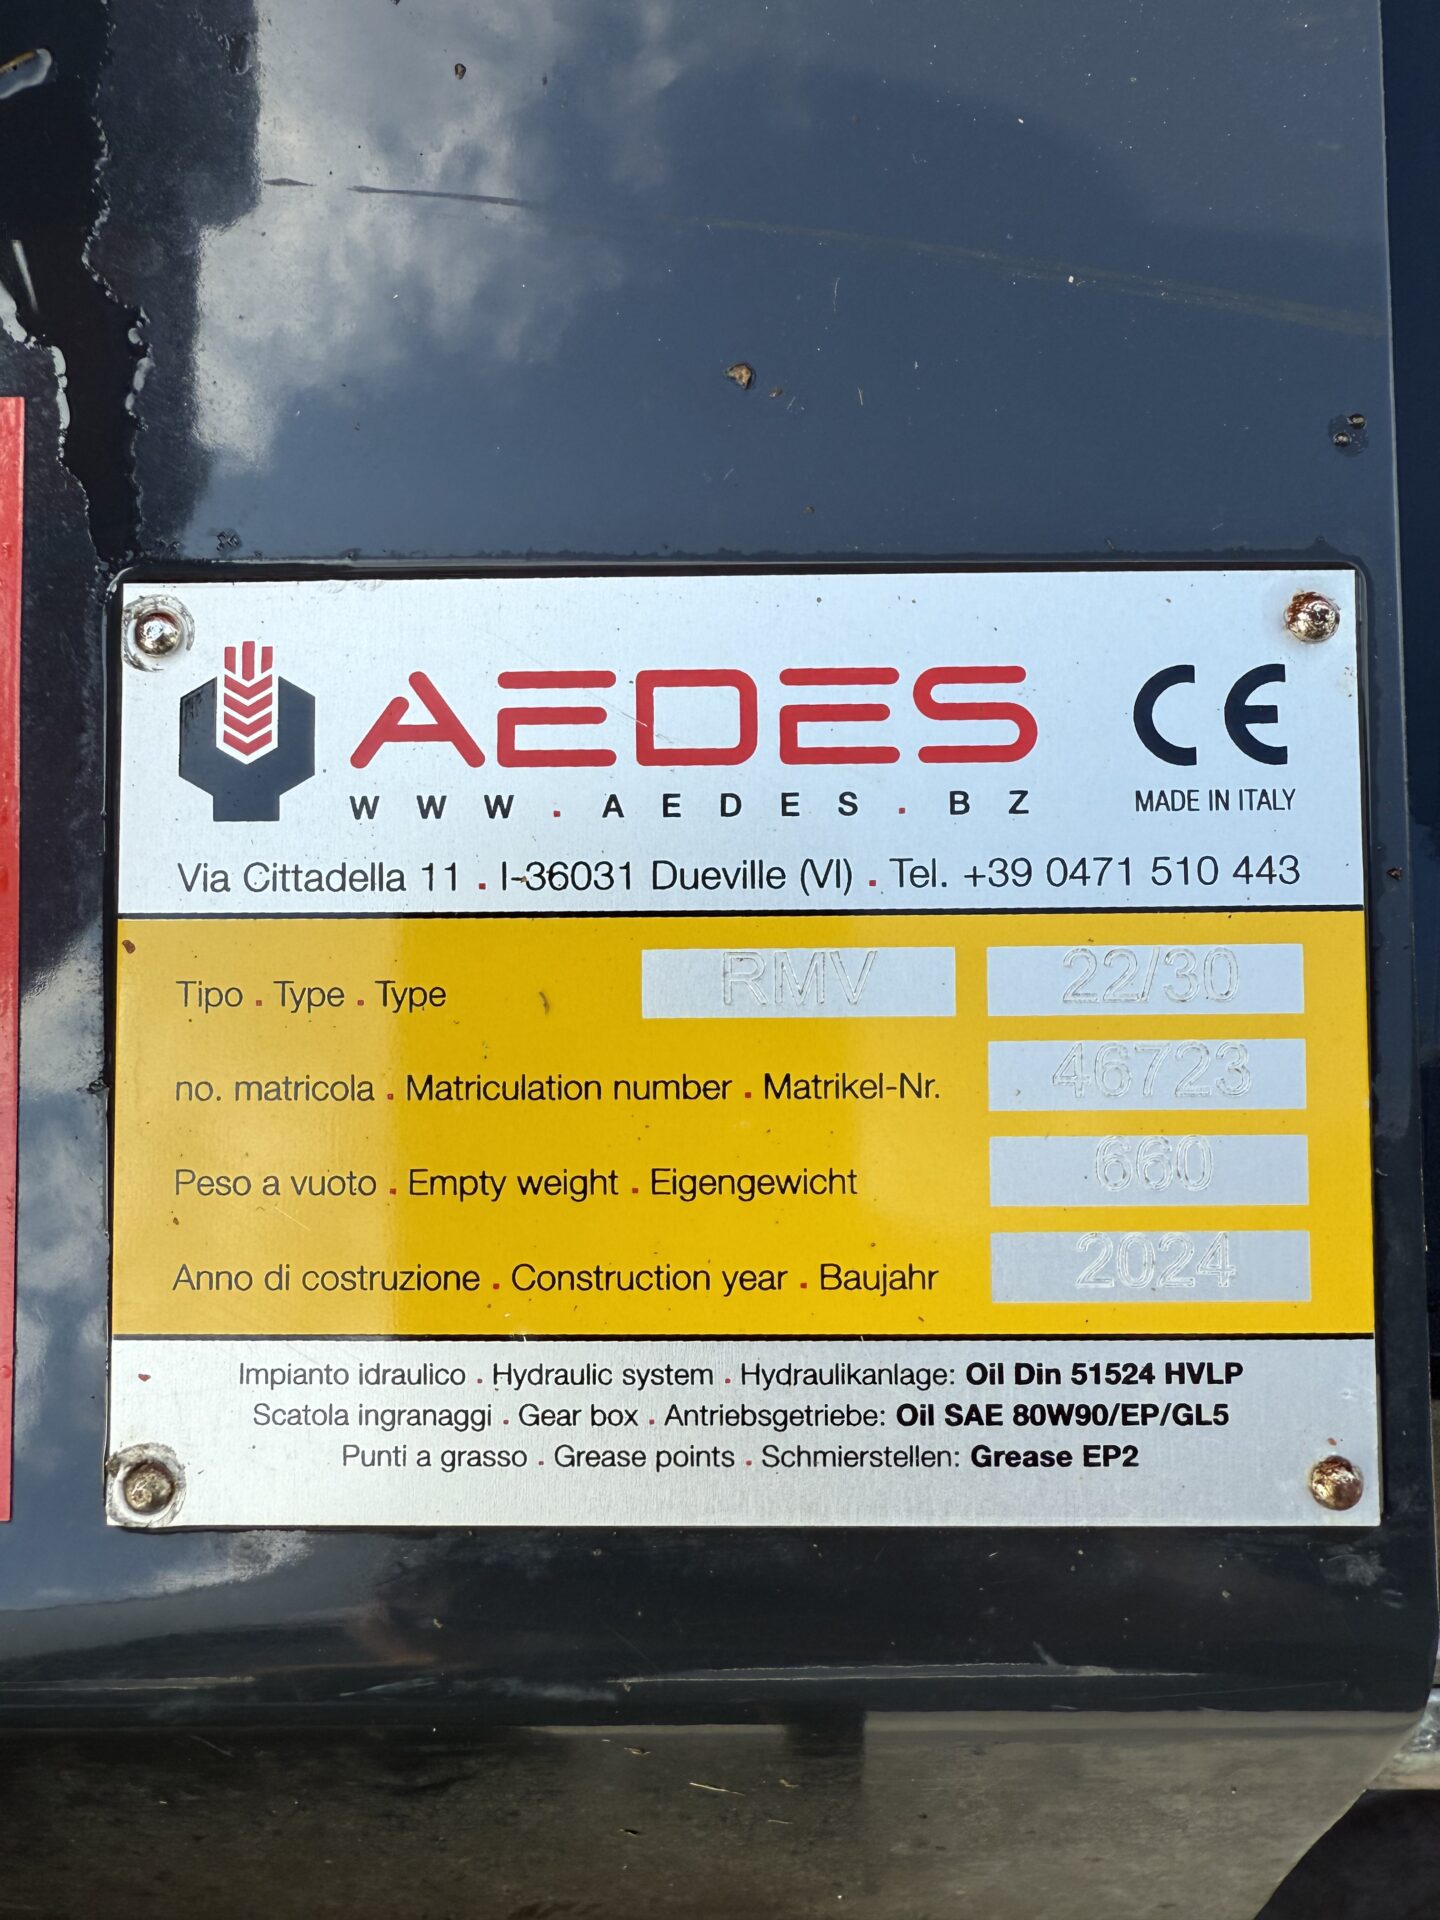 AEDES CE
WWW.AEDES.BZ MADE IN ITALY
Via Cittadella 11 . I-36031 Dueville (VI) . Tel. +39 0471 510 443
Tipo . Type . Type RMV 22/30
no. matricola . Matriculation number . Matrikel-Nr. 46723
Peso a vuoto . Empty weight . Eigengewicht 660
Anno di costruzione . Construction year . Baujahr 2024
Impianto idraulico . Hydraulic system . Hydraulikanlage: Oil Din 51524 HVLP
Scatola ingranaggi . Gear box . Antriebsgetriebe: Oil SAE 80W90/EP/GL5
Punti a grasso . Grease points . Schmierstellen: Grease EP2